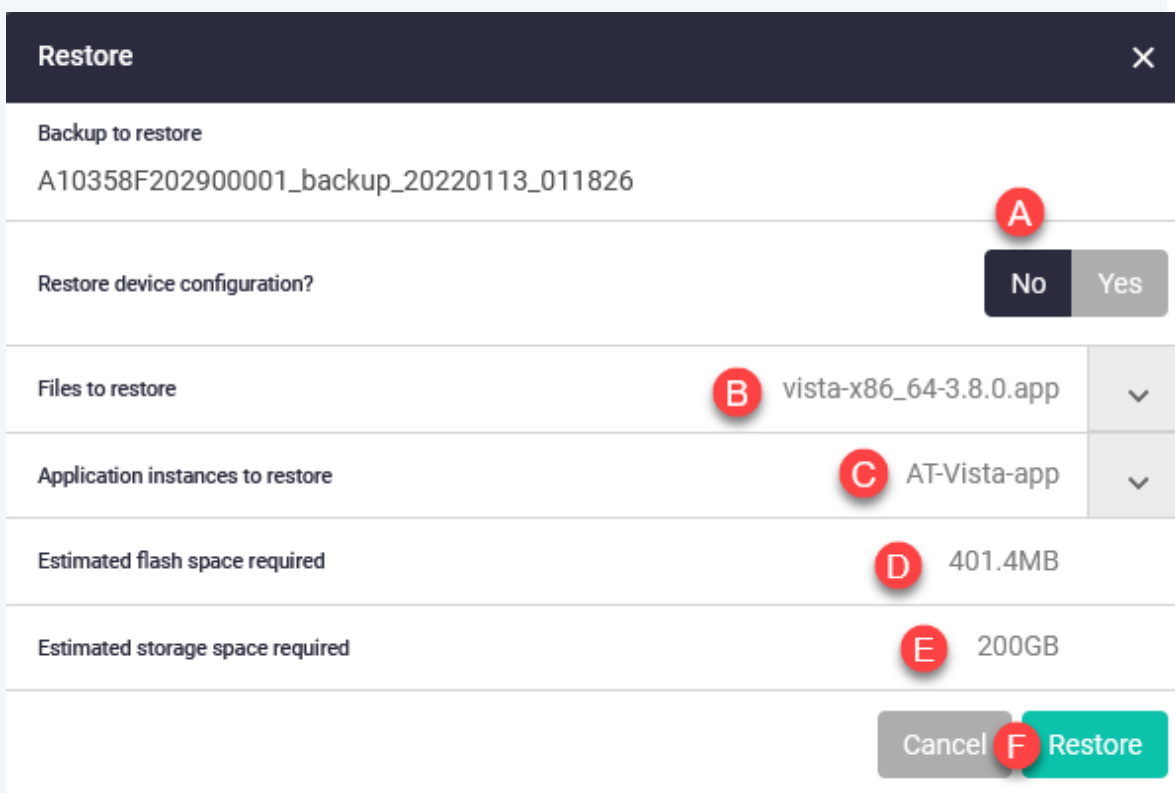 Restore
Backup to restore
A10358F202900001_backup_20220113_011826
A
Restore device configuration? No Yes
Files to restore B vista-x86_64-3.8.0.app
Application instances to restore C AT-Vista-app
Estimated flash space required D 401.4MB
Estimated storage space required E 200GB
Cancel F Restore